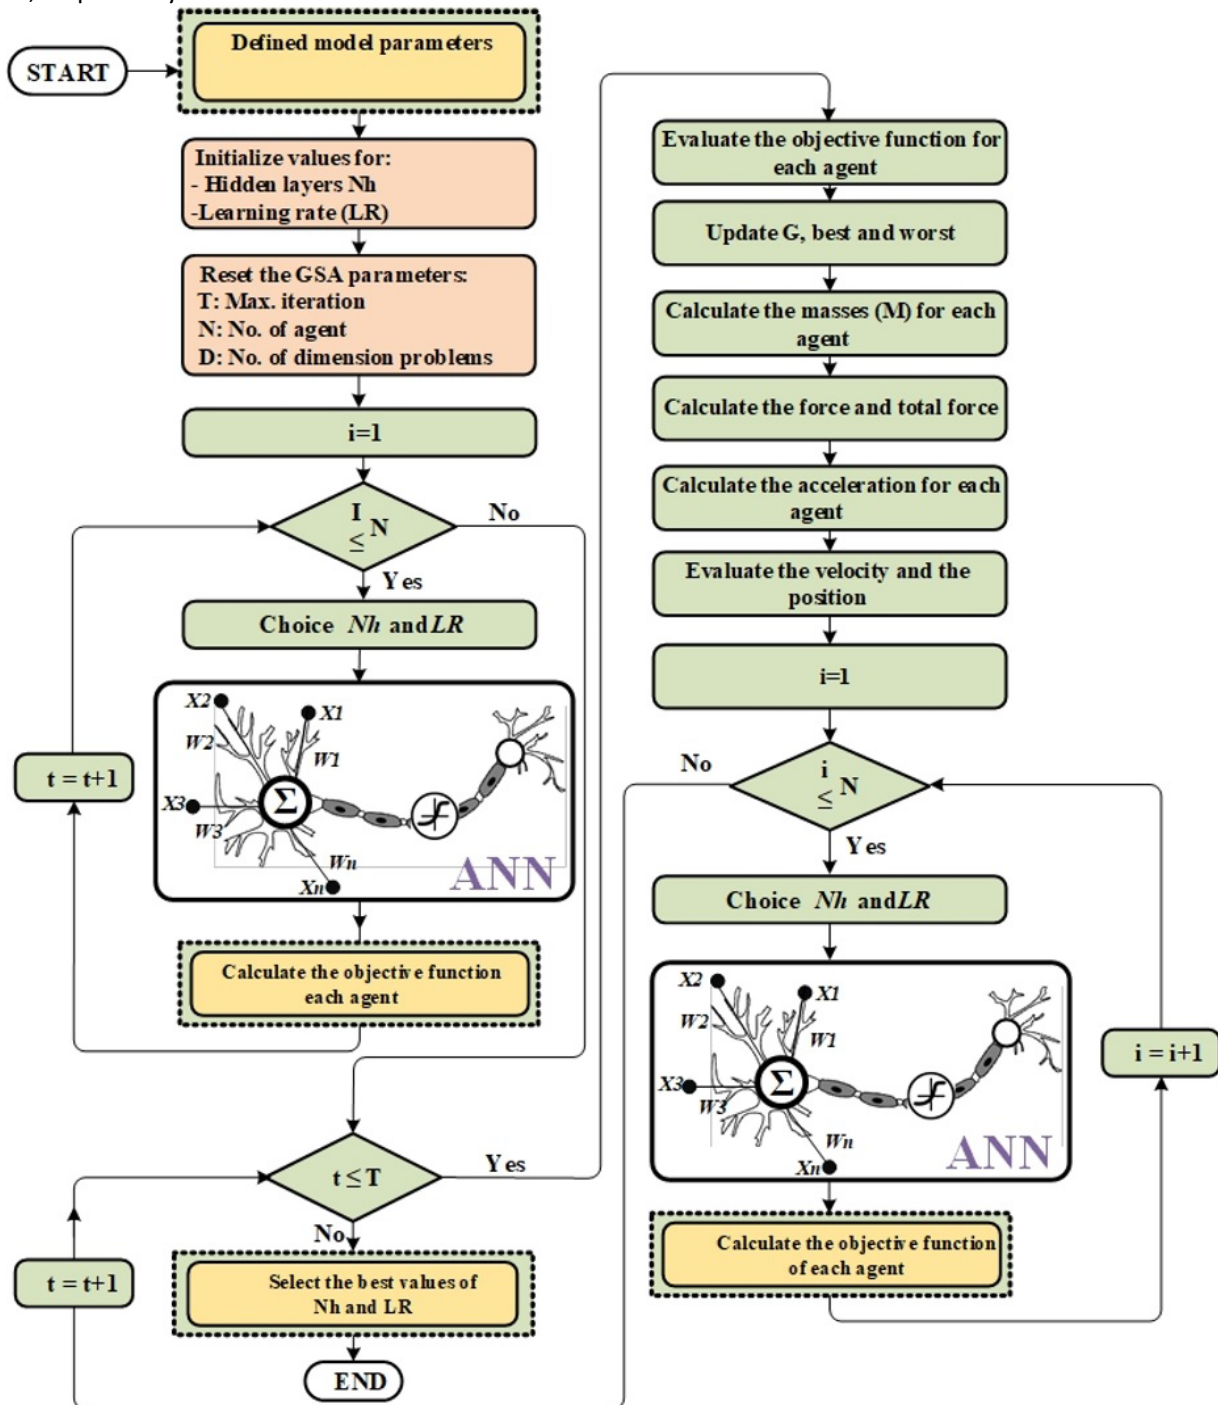 START
Defined model parameters
Initialize values for:
- Hidden layers Nh
-Learning rate (LR)
Reset the GSA parameters:
T: Max. iteration
N: No. of agent
D: No. of dimension problems
i=1
I
≤ N
No
Yes
Choice Nh and LR
X2
X1
W2
W1
X3
Σ
W3
Wn
Xn
ANN
t = t+1
Calculate the objective function
each agent
t ≤ T
Yes
No
t = t+1
Select the best values of
Nh and LR
END
Evaluate the objective function for
each agent
Update G, best and worst
Calculate the masses (M) for each
agent
Calculate the force and total force
Calculate the acceleration for each
agent
Evaluate the velocity and the
position
i=1
No
i
≤ N
Yes
Choice Nh and LR
X2
X1
W2
W1
X3
Σ
W3
Wn
Xn
ANN
i = i+1
Calculate the objective function
of each agent